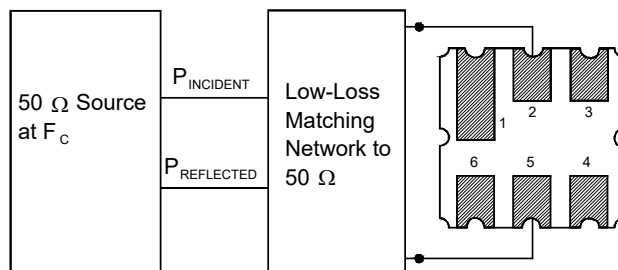 50 Ω Source
at F C
P INCIDENT
P REFLECTED
Low-Loss
Matching
Network to
50 Ω
1
2
3
6
5
4